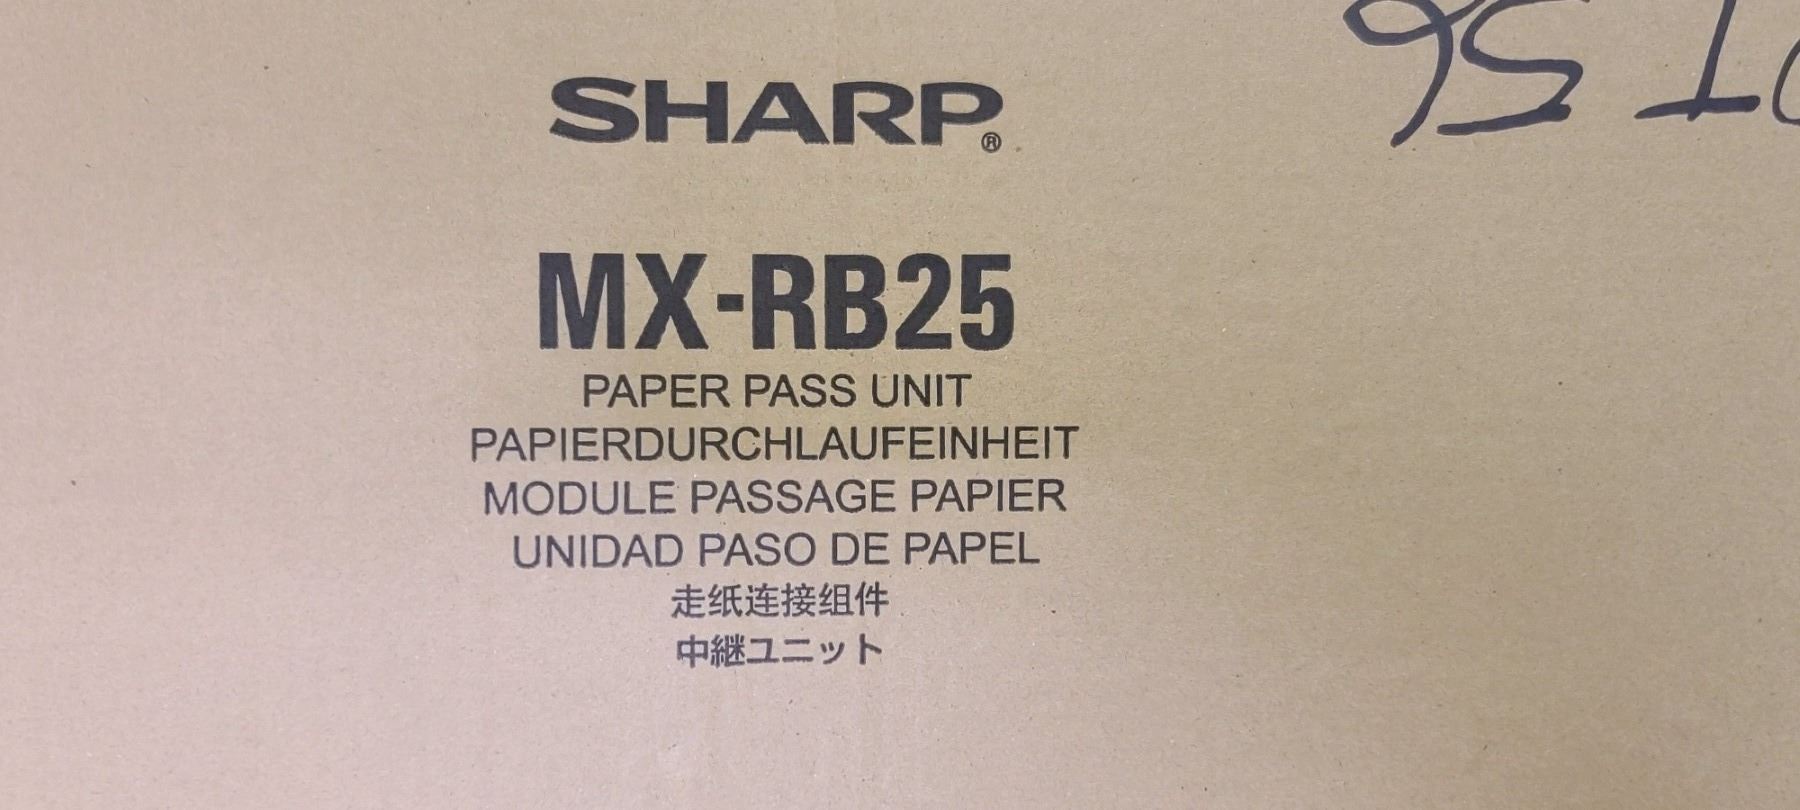 SHARP®
MX-RB25
PAPER PASS UNIT
PAPIERDURCHLAUFEINHEIT
MODULE PASSAGE PAPIER
UNIDAD PASO DE PAPEL
走纸连接组件
中継ユニット